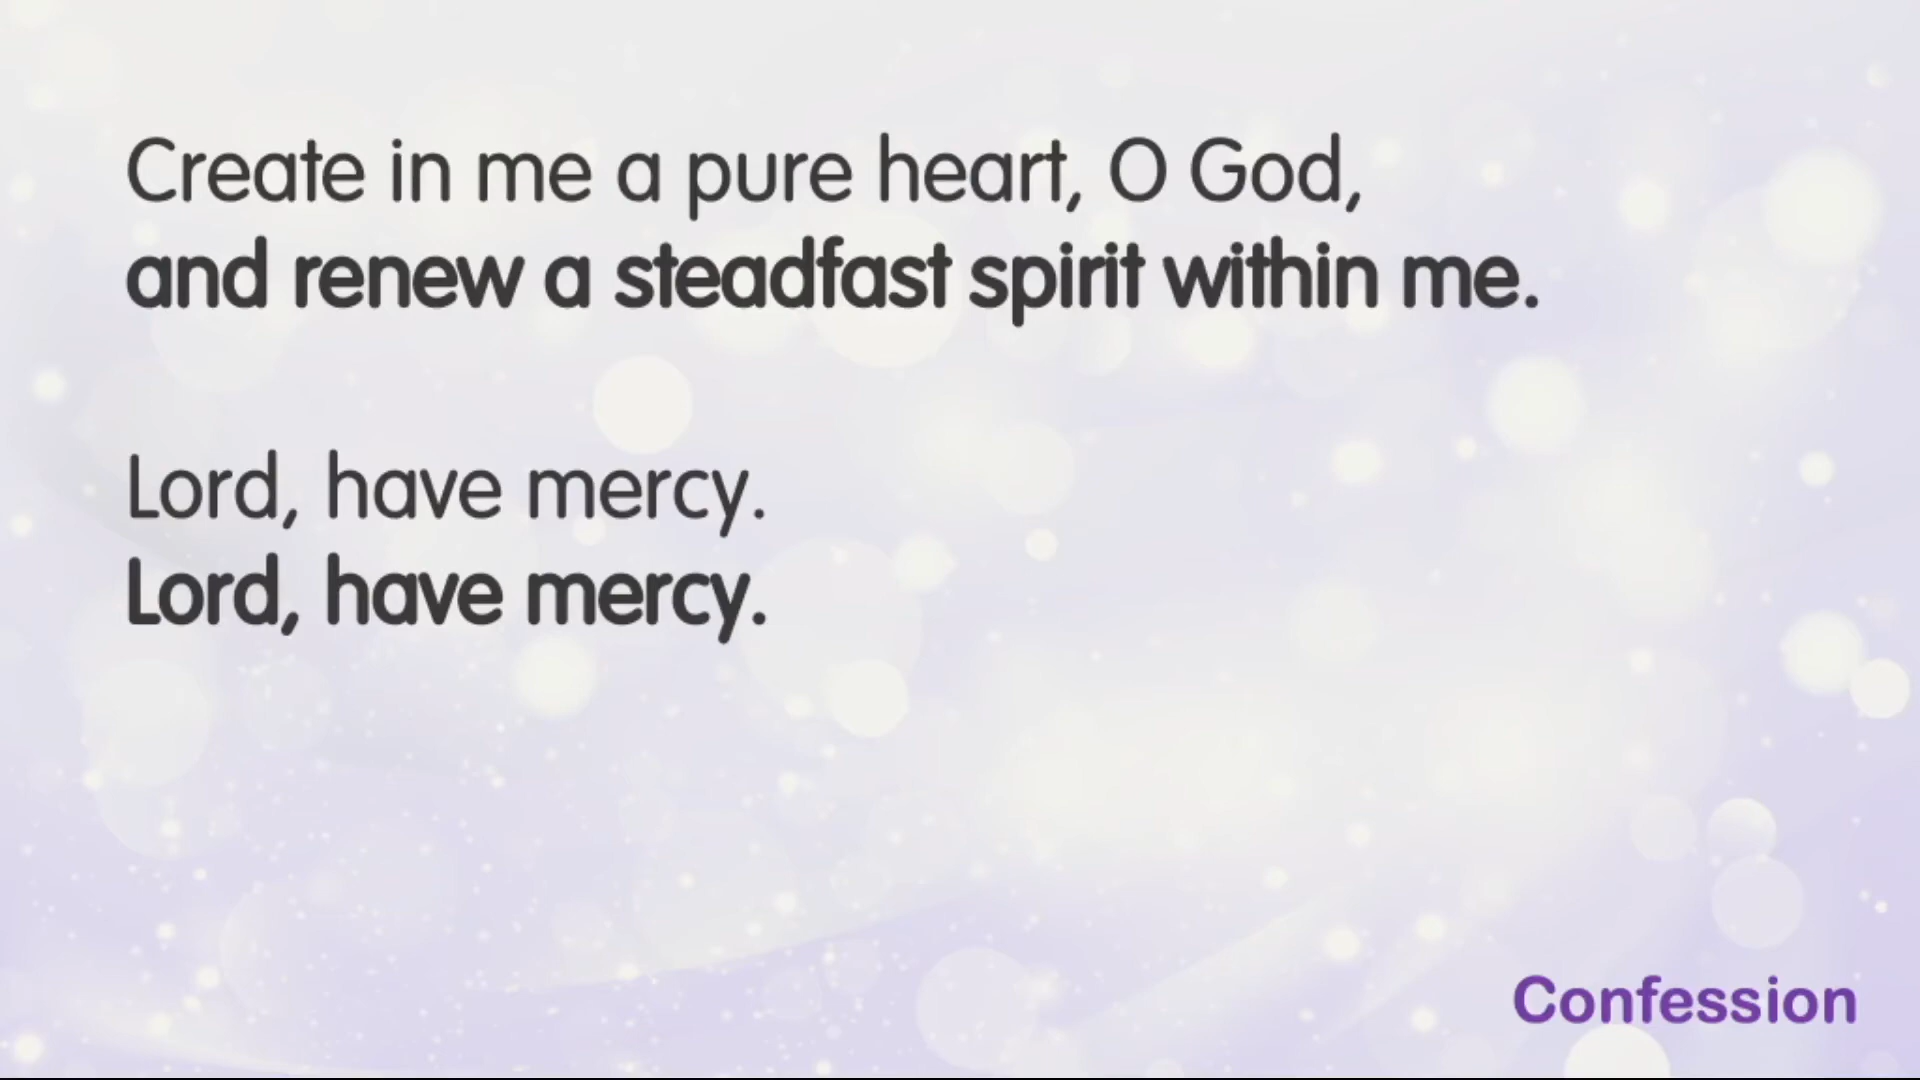 Create in me a pure heart, O God,
and renew a steadfast spirit within me.
Lord, have mercy.
Lord, have mercy.
Confession